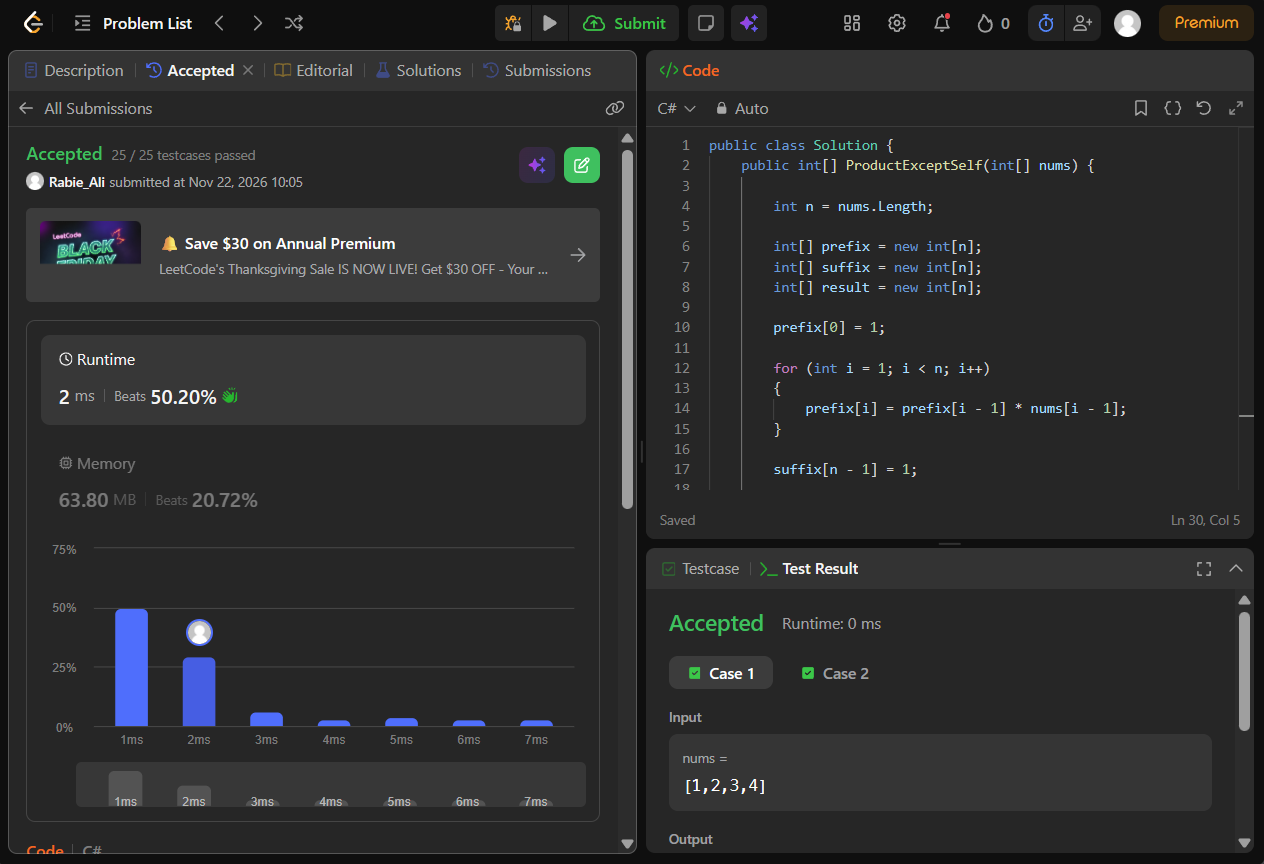 Problem List
Submit
0
Premium
Description
Accepted
Editorial
Solutions
Submissions
All Submissions
Accepted 25 / 25 testcases passed
Rabie_Ali submitted at Nov 22, 2026 10:05
LeetCode
BLACK
FRIDAY
Save $30 on Annual Premium
LeetCode's Thanksgiving Sale IS NOW LIVE! Get $30 OFF - Your ...
Runtime
2 ms Beats 50.20%
Memory
63.80 MB Beats 20.72%
75%
50%
25%
0%
1ms 2ms 3ms 4ms 5ms 6ms 7ms
1ms 2ms 3ms 4ms 5ms 6ms 7ms
Code C#
</> Code
C# Auto
1 public class Solution {
2 public int[] ProductExceptSelf(int[] nums) {
3
4 int n = nums.Length;
5
6 int[] prefix = new int[n];
7 int[] suffix = new int[n];
8 int[] result = new int[n];
9
10 prefix[0] = 1;
11
12 for (int i = 1; i < n; i++)
13 {
14 prefix[i] = prefix[i - 1] * nums[i - 1];
15 }
16
17 suffix[n - 1] = 1;
18
Saved Ln 30, Col 5
Testcase
Test Result
Accepted Runtime: 0 ms
Case 1 Case 2
Input
nums =
[1,2,3,4]
Output